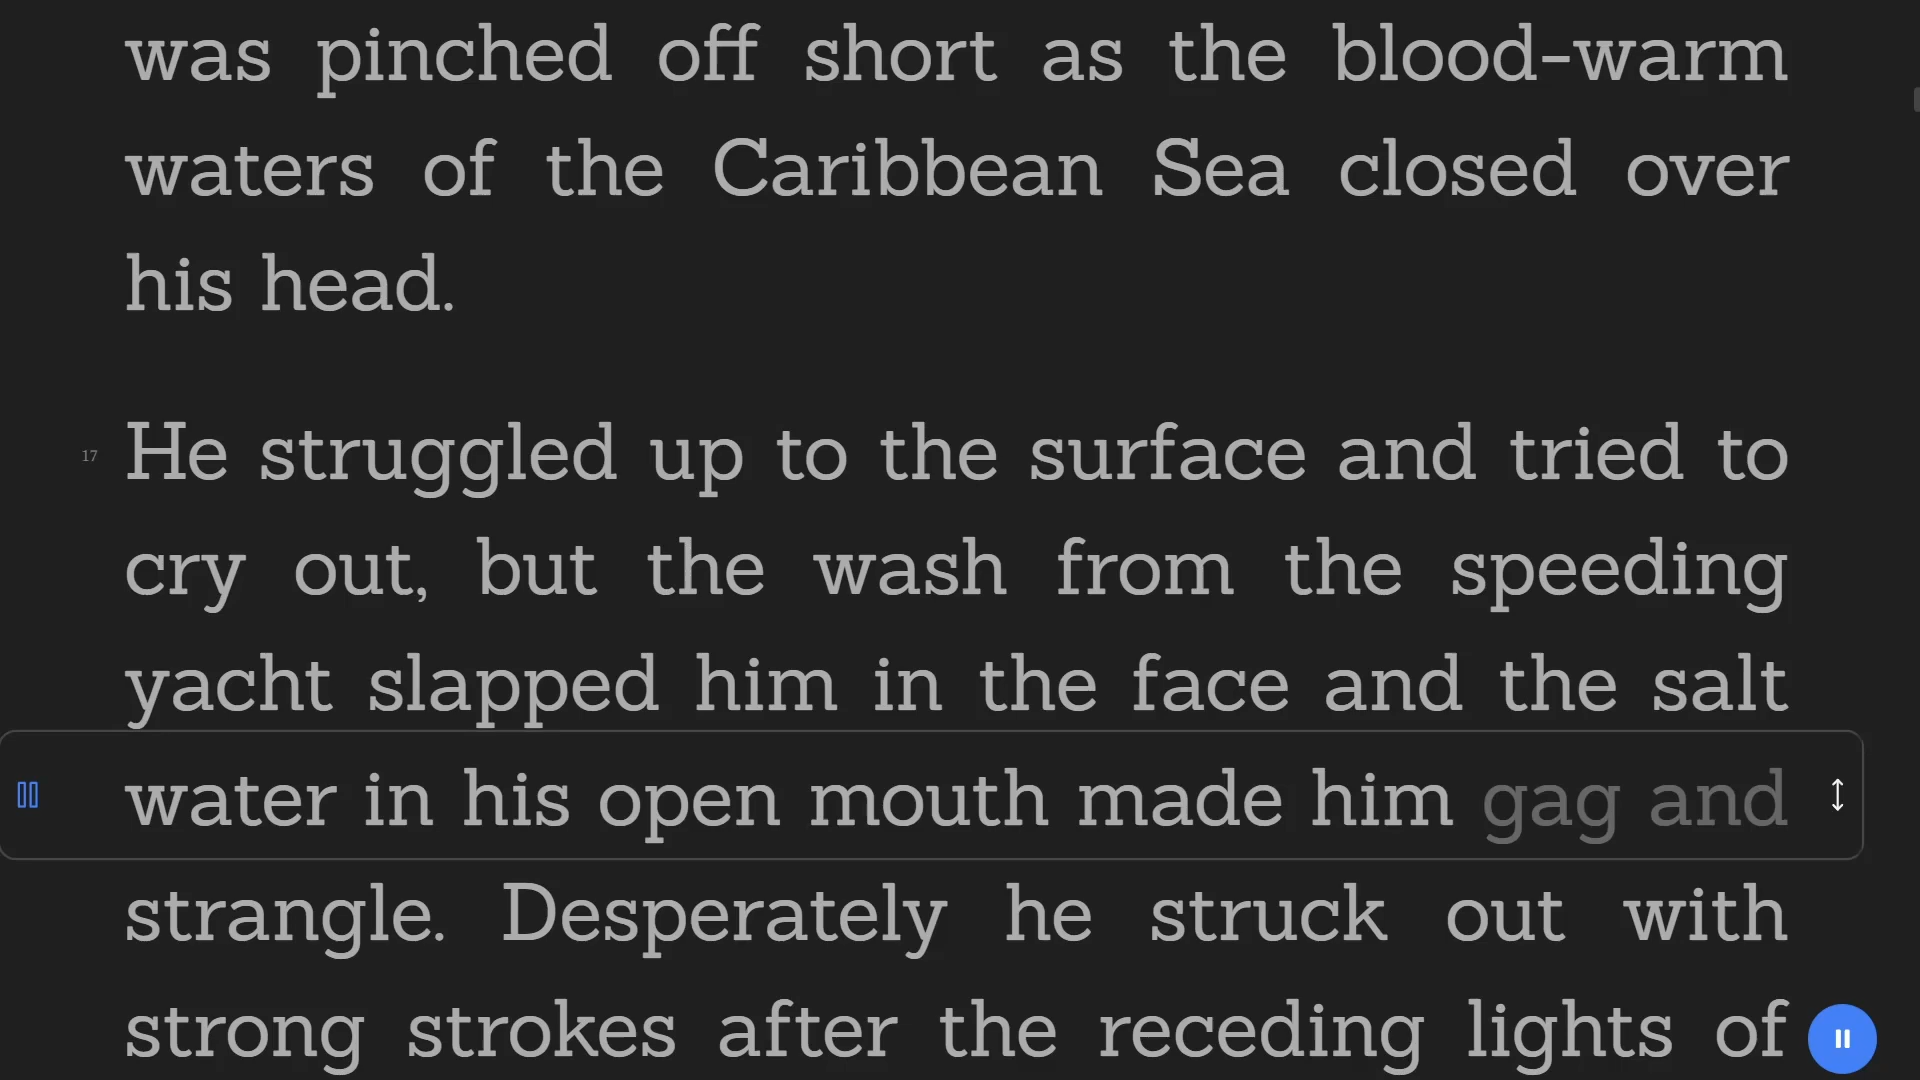 was pinched off short as the blood-warm
waters of the Caribbean Sea closed over
his head.
17
He struggled up to the surface and tried to
cry out, but the wash from the speeding
yacht slapped him in the face and the salt
water in his open mouth made him gag and
strangle. Desperately he struck out with
strong strokes after the receding lights of